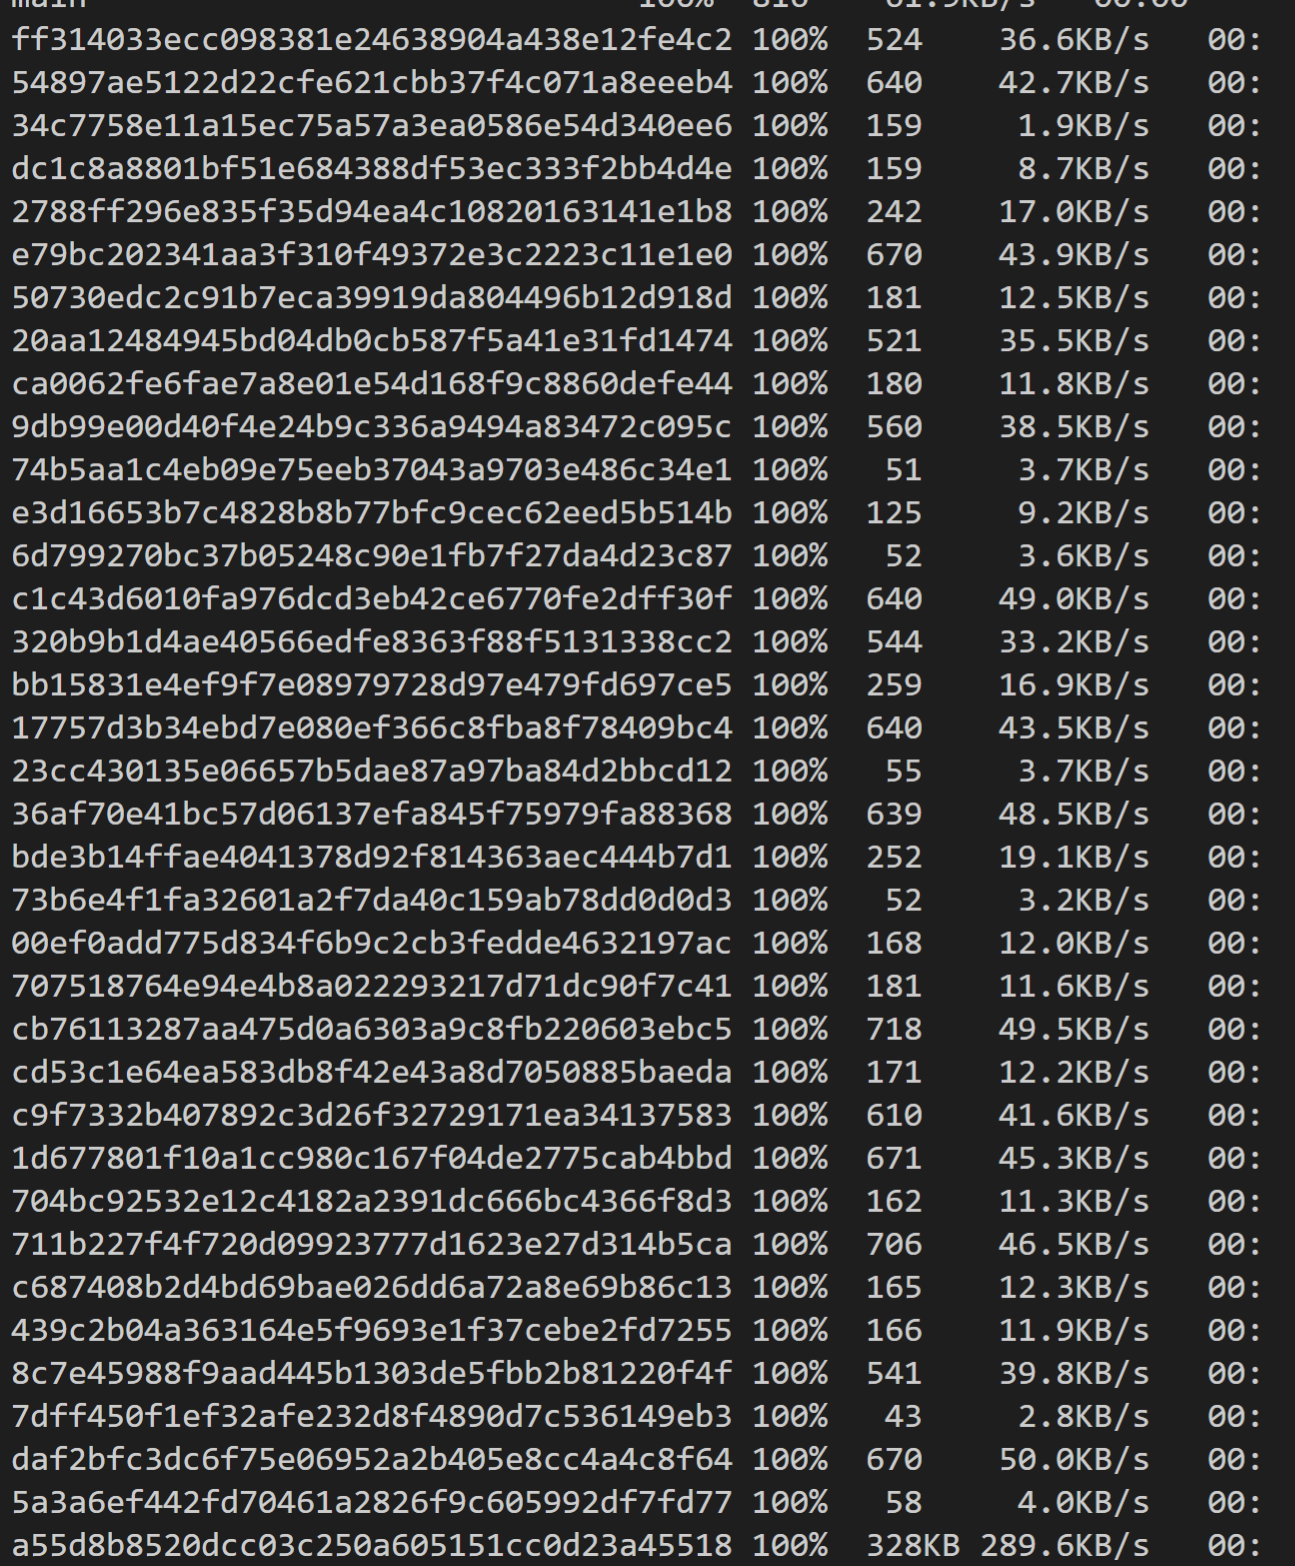 main 100% 816 61.9KB/s 00:00
ff314033ecc098381e24638904a438e12fe4c2 100% 524 36.6KB/s 00:
54897ae5122d22cfe621cbb37f4c071a8eeeb4 100% 640 42.7KB/s 00:
34c7758e11a15ec75a57a3ea0586e54d340ee6 100% 159 1.9KB/s 00:
dc1c8a8801bf51e684388df53ec333f2bb4d4e 100% 159 8.7KB/s 00:
2788ff296e835f35d94ea4c10820163141e1b8 100% 242 17.0KB/s 00:
e79bc202341aa3f310f49372e3c2223c11e1e0 100% 670 43.9KB/s 00:
50730edc2c91b7eca39919da804496b12d918d 100% 181 12.5KB/s 00:
20aa12484945bd04db0cb587f5a41e31fd1474 100% 521 35.5KB/s 00:
ca0062fe6fae7a8e01e54d168f9c8860defe44 100% 180 11.8KB/s 00:
9db99e00d40f4e24b9c336a9494a83472c095c 100% 560 38.5KB/s 00:
74b5aa1c4eb09e75eeb37043a9703e486c34e1 100% 51 3.7KB/s 00:
e3d16653b7c4828b8b77bfc9cec62eed5b514b 100% 125 9.2KB/s 00:
6d799270bc37b05248c90e1fb7f27da4d23c87 100% 52 3.6KB/s 00:
c1c43d6010fa976dcd3eb42ce6770fe2dff30f 100% 640 49.0KB/s 00:
320b9b1d4ae40566edfe8363f88f5131338cc2 100% 544 33.2KB/s 00:
bb15831e4ef9f7e08979728d97e479fd697ce5 100% 259 16.9KB/s 00:
17757d3b34ebd7e080ef366c8fba8f78409bc4 100% 640 43.5KB/s 00:
23cc430135e06657b5dae87a97ba84d2bbcd12 100% 55 3.7KB/s 00:
36af70e41bc57d06137efa845f75979fa88368 100% 639 48.5KB/s 00:
bde3b14ffae4041378d92f814363aec444b7d1 100% 252 19.1KB/s 00:
73b6e4f1fa32601a2f7da40c159ab78dd0d0d3 100% 52 3.2KB/s 00:
00ef0add775d834f6b9c2cb3fedde4632197ac 100% 168 12.0KB/s 00:
707518764e94e4b8a022293217d71dc90f7c41 100% 181 11.6KB/s 00:
cb76113287aa475d0a6303a9c8fb220603ebc5 100% 718 49.5KB/s 00:
cd53c1e64ea583db8f42e43a8d7050885baeda 100% 171 12.2KB/s 00:
c9f7332b407892c3d26f32729171ea34137583 100% 610 41.6KB/s 00:
1d677801f10a1cc980c167f04de2775cab4bbd 100% 671 45.3KB/s 00:
704bc92532e12c4182a2391dc666bc4366f8d3 100% 162 11.3KB/s 00:
711b227f4f720d09923777d1623e27d314b5ca 100% 706 46.5KB/s 00:
c687408b2d4bd69bae026dd6a72a8e69b86c13 100% 165 12.3KB/s 00:
439c2b04a363164e5f9693e1f37cebe2fd7255 100% 166 11.9KB/s 00:
8c7e45988f9aad445b1303de5fbb2b81220f4f 100% 541 39.8KB/s 00:
7dff450f1ef32afe232d8f4890d7c536149eb3 100% 43 2.8KB/s 00:
daf2bfc3dc6f75e06952a2b405e8cc4a4c8f64 100% 670 50.0KB/s 00:
5a3a6ef442fd70461a2826f9c605992df7fd77 100% 58 4.0KB/s 00:
a55d8b8520dcc03c250a605151cc0d23a45518 100% 328KB 289.6KB/s 00: